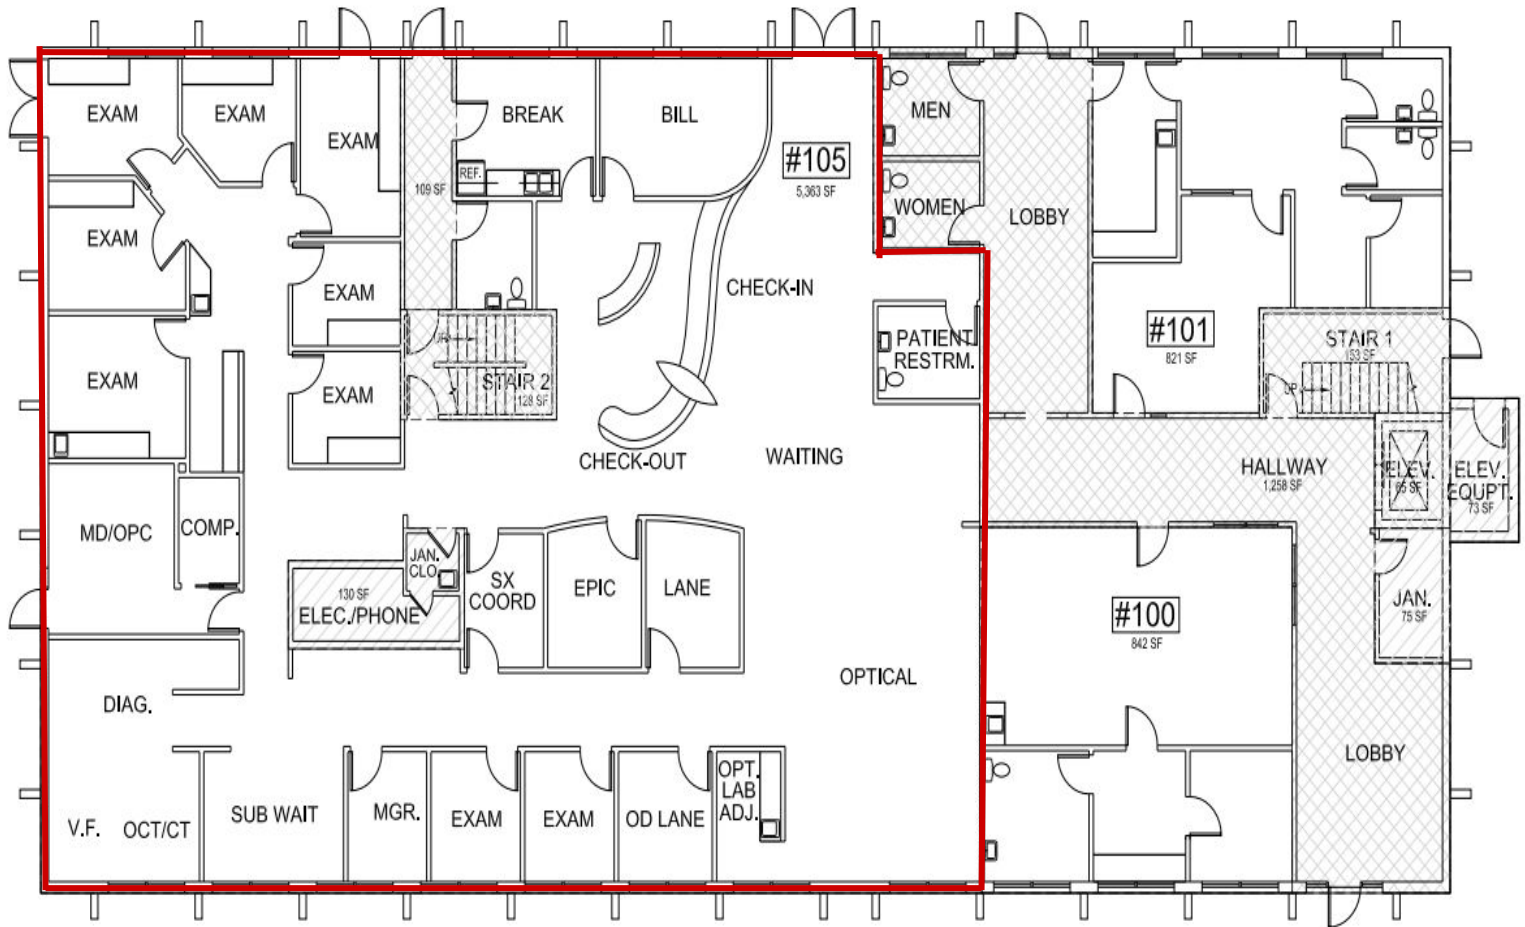 EXAM
EXAM
EXAM
109 SF
BREAK
REF.
BILL
#105
5,363 SF
MEN
WOMEN
LOBBY
EXAM
EXAM
CHECK-IN
UP
STAIR 2
128 SF
PATIENT
RESTRM.
#101
821 SF
STAIR 1
153 SF
UP
EXAM
EXAM
CHECK-OUT
WAITING
HALLWAY
1,258 SF
ELEV.
65 SF
ELEV.
EQUPT.
73 SF
MD/OPC
COMP.
JAN.
CLO.
130 SF
ELEC./PHONE
SX
COORD
EPIC
LANE
#100
842 SF
JAN.
75 SF
DIAG.
OPTICAL
LOBBY
V.F.
OCT/CT
SUB WAIT
MGR.
EXAM
EXAM
OD LANE
OPT.
LAB
ADJ.